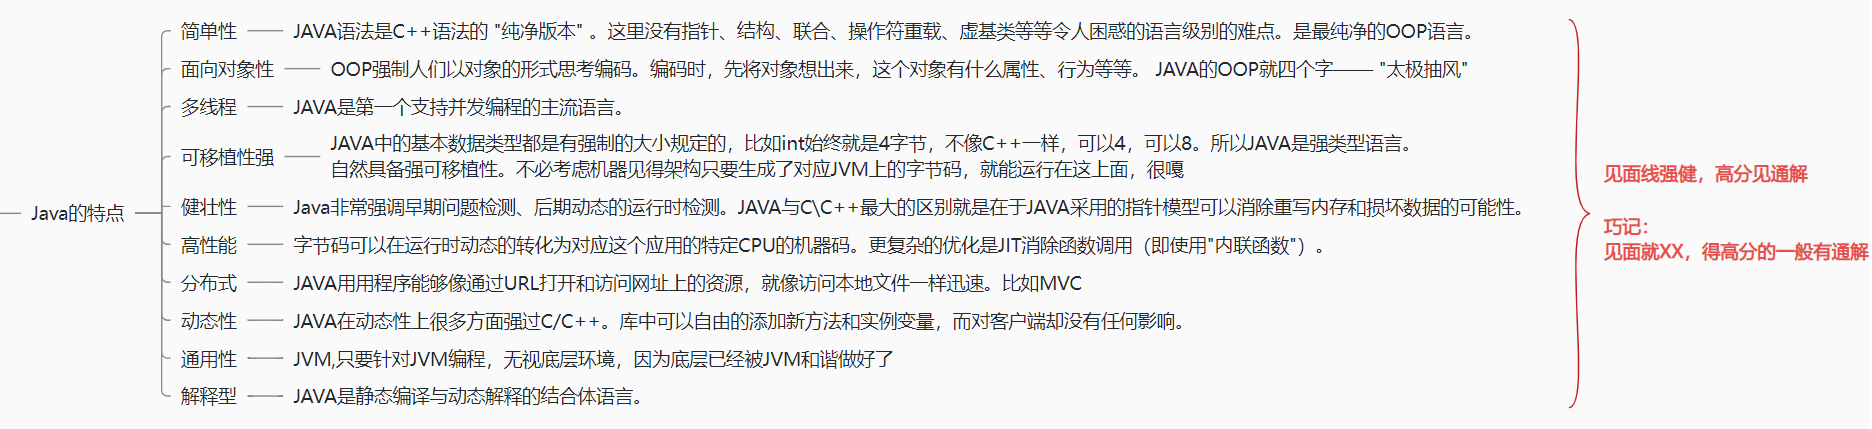 Java的特点
简单性
JAVA语法是C++语法的 "纯净版本" 。这里没有指针、结构、联合、操作符重载、虚基类等等令人困惑的语言级别的难点。是最纯净的OOP语言。
面向对象性
OOP强制人们以对象的形式思考编码。编码时，先将对象想出来，这个对象有什么属性、行为等等。 JAVA的OOP就四个字—— "太极抽风"
多线程
JAVA是第一个支持并发编程的主流语言。
可移植性强
JAVA中的基本数据类型都是有强制的大小规定的，比如int始终就是4字节，不像C++一样，可以4，可以8。所以JAVA是强类型语言。
自然具备强可移植性。不必考虑机器见得架构只要生成了对应JVM上的字节码，就能运行在这上面，很嘎
健壮性
Java非常强调早期问题检测、后期动态的运行时检测。JAVA与C\C++最大的区别就是在于JAVA采用的指针模型可以消除重写内存和损坏数据的可能性。
高性能
字节码可以在运行时动态的转化为对应这个应用的特定CPU的机器码。更复杂的优化是JIT消除函数调用（即使用"内联函数"）。
分布式
JAVA用用程序能够像通过URL打开和访问网址上的资源，就像访问本地文件一样迅速。比如MVC
动态性
JAVA在动态性上很多方面强过C/C++。库中可以自由的添加新方法和实例变量，而对客户端却没有任何影响。
通用性
JVM,只要针对JVM编程，无视底层环境，因为底层已经被JVM和谐做好了
解释型
JAVA是静态编译与动态解释的结合体语言。
见面线强健，高分见通解
巧记：
见面就XX，得高分的一般有通解